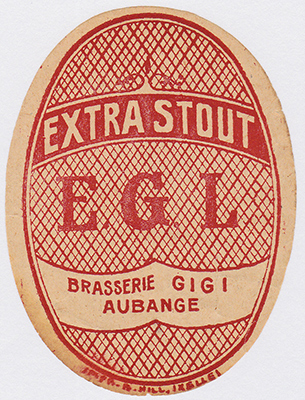 EXTRA STOUT
E.G.L
BRASSERIE GIGI
AUBANGE